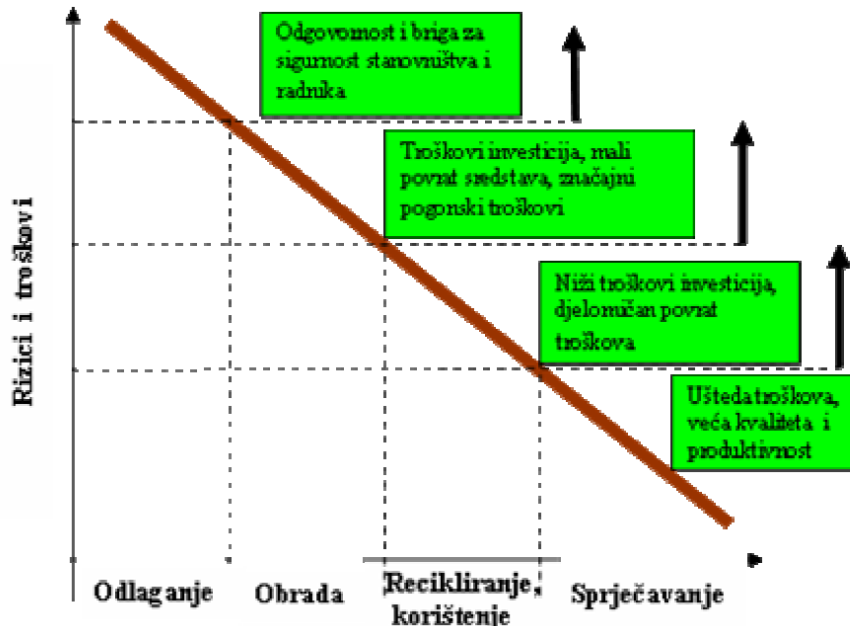 Odgovornost i briga za
sigurnost stanovništva i
radnika
Troškovi investicija, mali
povrat sredstava, značajni
pogonski troškovi
Niži troškovi investicija,
djelomičan povrat
troškova
Ušteda troškova,
veća kvaliteta i
produktivnost
Rizici i troškovi
Odlaganje
Obrada
Recikliranje,
korištenje
Sprječavanje